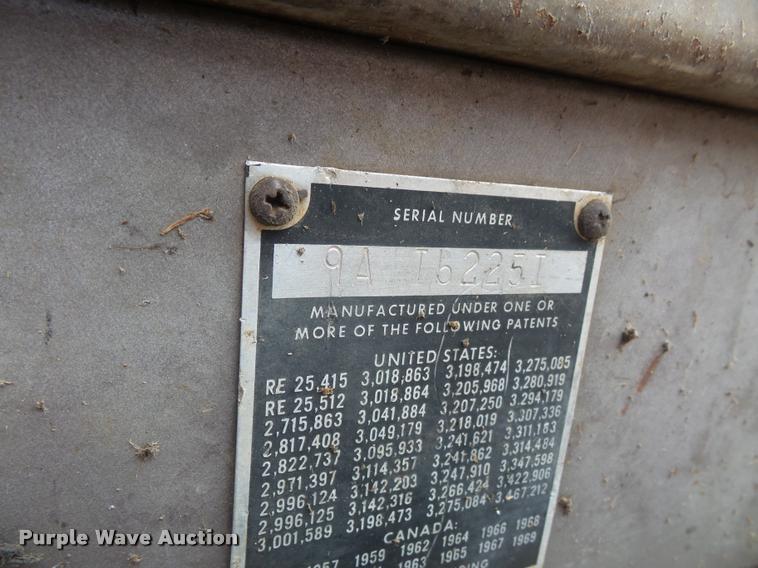 SERIAL NUMBER
9A I6225I
MANUFACTURED UNDER ONE OR
MORE OF THE FOLLOWING PATENTS
UNITED STATES:
RE 25,415 3,018,863 3,198,474 3,275,085
RE 25,512 3,018,864 3,205,968 3,280,919
2,715,863 3,041,884 3,207,250 3,294,179
2,817,408 3,049,179 3,218,019 3,307,336
2,822,737 3,095,933 3,241,621 3,311,183
2,971,397 3,114,357 3,241,862 3,314,484
2,996,124 3,142,203 3,247,910 3,347,598
2,996,125 3,142,316 3,266,424 3,422,906
3,001,589 3,198,473 3,275,084 3,467,212
CANADA:
1957 1959 1962 1964 1966 1968
1963 1965 1967 1969
Purple Wave Auction